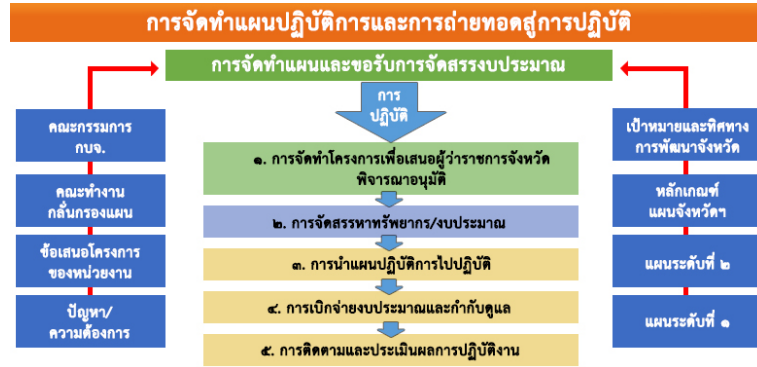 การจัดทำแผนปฏิบัติการและการถ่ายทอดสู่การปฏิบัติ
การจัดทำแผนและขอรับการจัดสรรงบประมาณ
การ
ปฏิบัติ
คณะกรรมการ
กบจ.
คณะทำงาน
กลั่นกรองแผน
ข้อเสนอโครงการ
ของหน่วยงาน
ปัญหา/
ความต้องการ
๑. การจัดทำโครงการเพื่อเสนอผู้ว่าราชการจังหวัด
พิจารณาอนุมัติ
๒. การจัดสรรหาทรัพยากร/งบประมาณ
๓. การนำแผนปฏิบัติการไปปฏิบัติ
๔. การเบิกจ่ายงบประมาณและกำกับดูแล
๕. การติดตามและประเมินผลการปฏิบัติงาน
เป้าหมายและทิศทาง
การพัฒนาจังหวัด
หลักเกณฑ์
แผนจังหวัดฯ
แผนระดับที่ ๒
แผนระดับที่ ๑